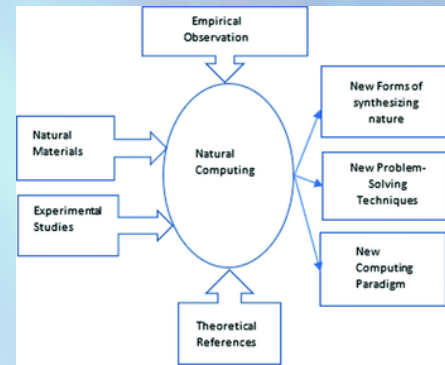 Empirical
Observation
Natural
Materials
Experimental
Studies
Natural
Computing
New Forms of
synthesizing
nature
New Problem-
Solving
Techniques
New
Computing
Paradigm
Theoretical
References